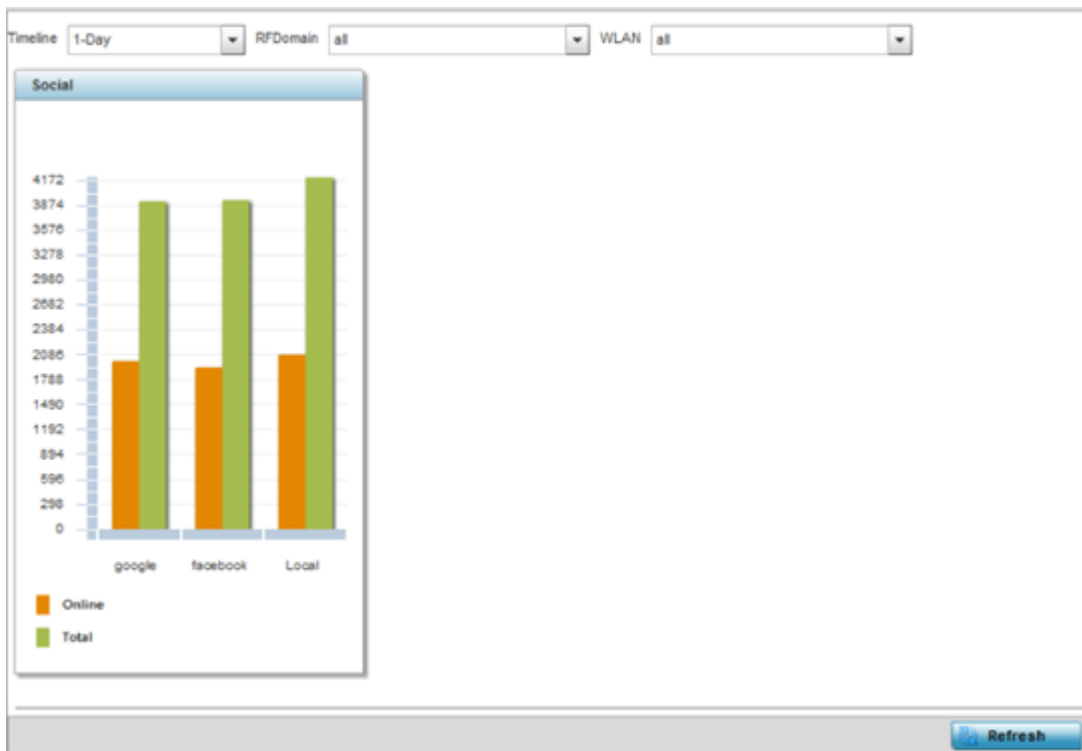 Timeline 1-Day RFDomain all WLAN all
Social
4172
3874
3576
3278
2980
2682
2384
2086
1788
1490
1192
894
596
298
0
google facebook Local
Online
Total
Refresh